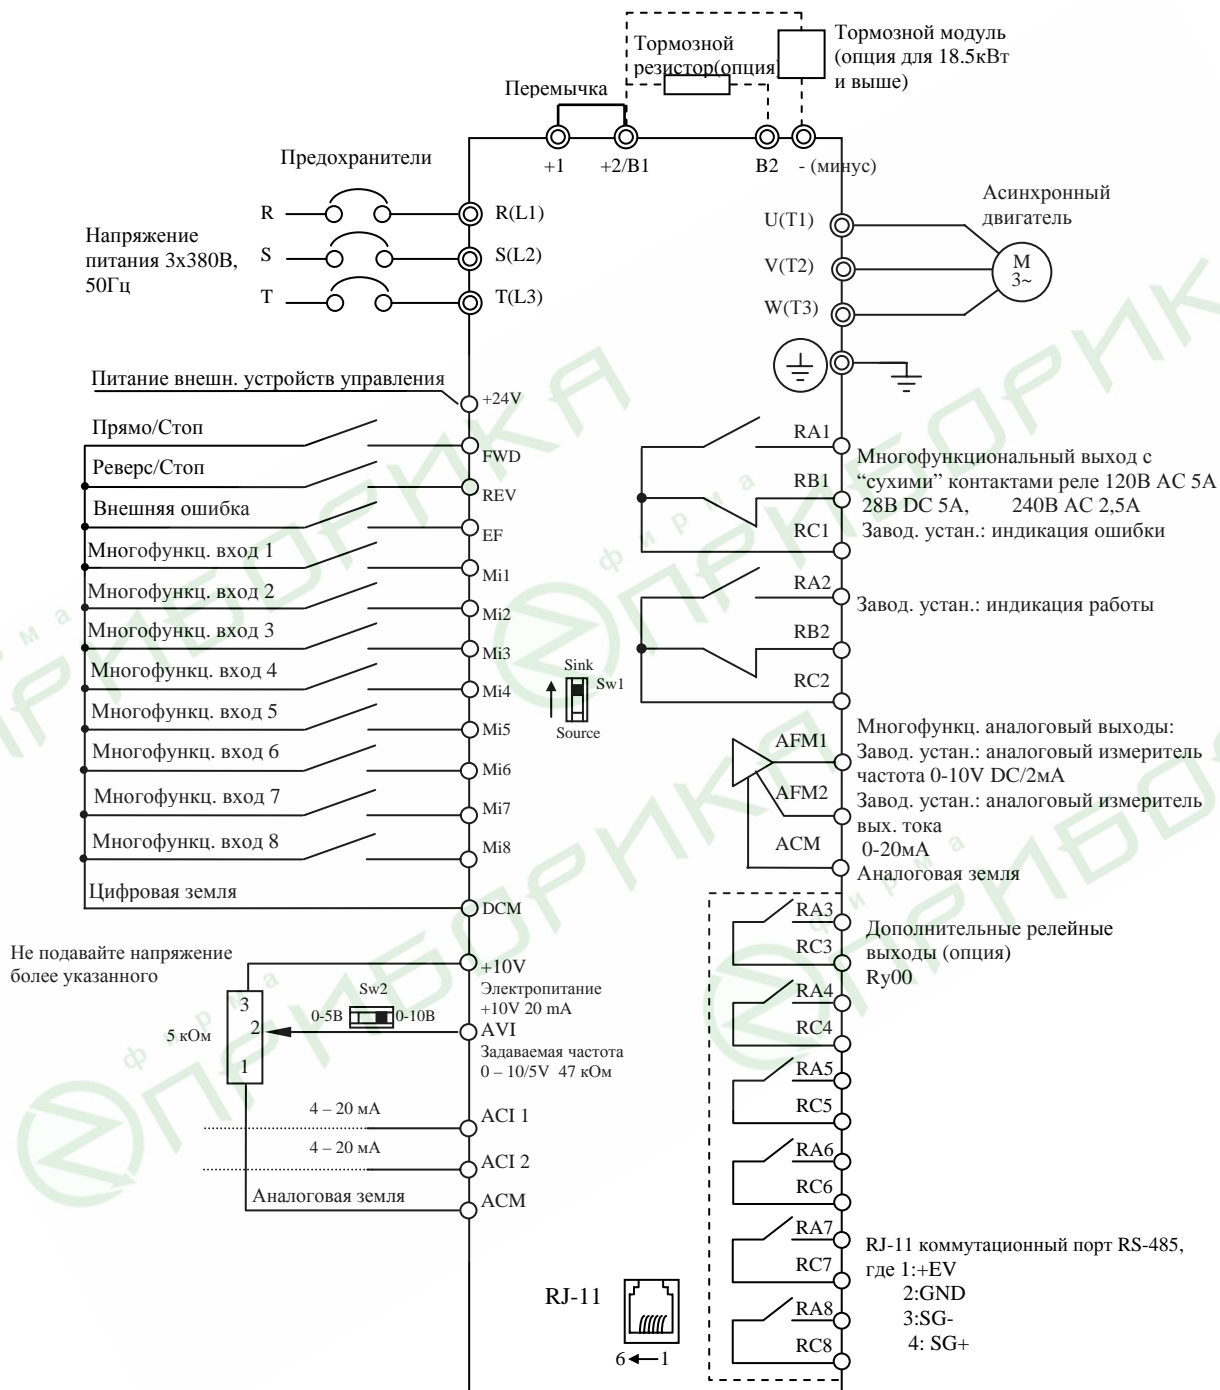 Тормозной модуль
(опция для 18.5кВт
и выше)
Тормозной
резистор(опция
Перемычка
+1
+2/B1
B2
- (минус)
Предохранители
R
R(L1)
Напряжение
питания 3х380В,
50Гц
S
S(L2)
T
T(L3)
Асинхронный
двигатель
U(T1)
V(T2)
W(T3)
M
3~
Питание внешн. устройств управления
+24V
Прямо/Стоп
FWD
Реверс/Стоп
REV
Внешняя ошибка
EF
Многофункц. вход 1
Mi1
Многофункц. вход 2
Mi2
Многофункц. вход 3
Mi3
Многофункц. вход 4
Mi4
Многофункц. вход 5
Mi5
Многофункц. вход 6
Mi6
Многофункц. вход 7
Mi7
Многофункц. вход 8
Mi8
Цифровая земля
DCM
Sink
Sw1
Source
RA1
RB1
RC1
Многофункциональный выход с
“сухими” контактами реле 120В AC 5А
28В DC 5А, 240В AC 2,5А
Завод. устан.: индикация ошибки
RA2
RB2
RC2
Завод. устан.: индикация работы
AFM1
AFM2
ACM
Многофункц. аналоговый выходы:
Завод. устан.: аналоговый измеритель
частота 0-10V DC/2мА
Завод. устан.: аналоговый измеритель
вых. тока
0-20мА
Аналоговая земля
Не подавайте напряжение
более указанного
+10V
Электропитание
+10V 20 mA
3
2
1
5 кОм
Sw2
0-5В
0-10В
AVI
Задаваемая частота
0 – 10/5V 47 кОм
4 – 20 мА
ACI 1
4 – 20 мА
ACI 2
Аналоговая земля
ACM
RA3
RC3
RA4
RC4
RA5
RC5
RA6
RC6
RA7
RC7
RA8
RC8
Дополнительные релейные
выходы (опция)
Ry00
RJ-11
6
1
RJ-11 коммутационный порт RS-485,
где 1:+EV
2:GND
3:SG-
4: SG+
фирма
ПРИБОРИКА
фирма
ПРИБОРИКА
фирма
ПРИБОРИКА
фирма
ПРИБОРИКА